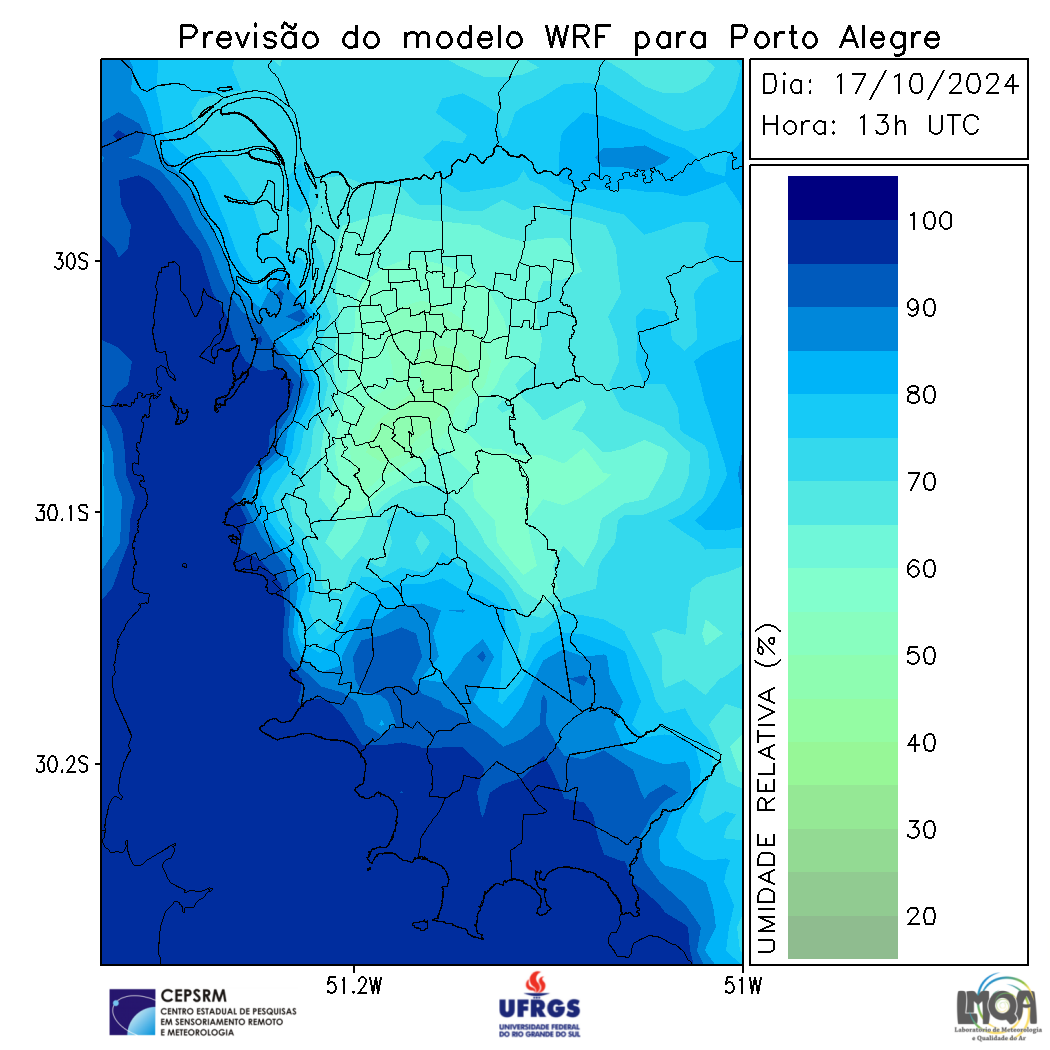 Previsão do modelo WRF para Porto Alegre
Dia: 17/10/2024
Hora: 13h UTC
30S
30.1S
30.2S
51.2W
51W
UMIDADE RELATIVA (%)
100
90
80
70
60
50
40
30
20
CEPSRM
CENTRO ESTADUAL DE PESQUISAS
EM SENSORIAMENTO REMOTO
E METEOROLOGIA
UFRGS
UNIVERSIDADE FEDERAL
DO RIO GRANDE DO SUL
LMQA
Laboratório de Meteorologia
e Qualidade do Ar